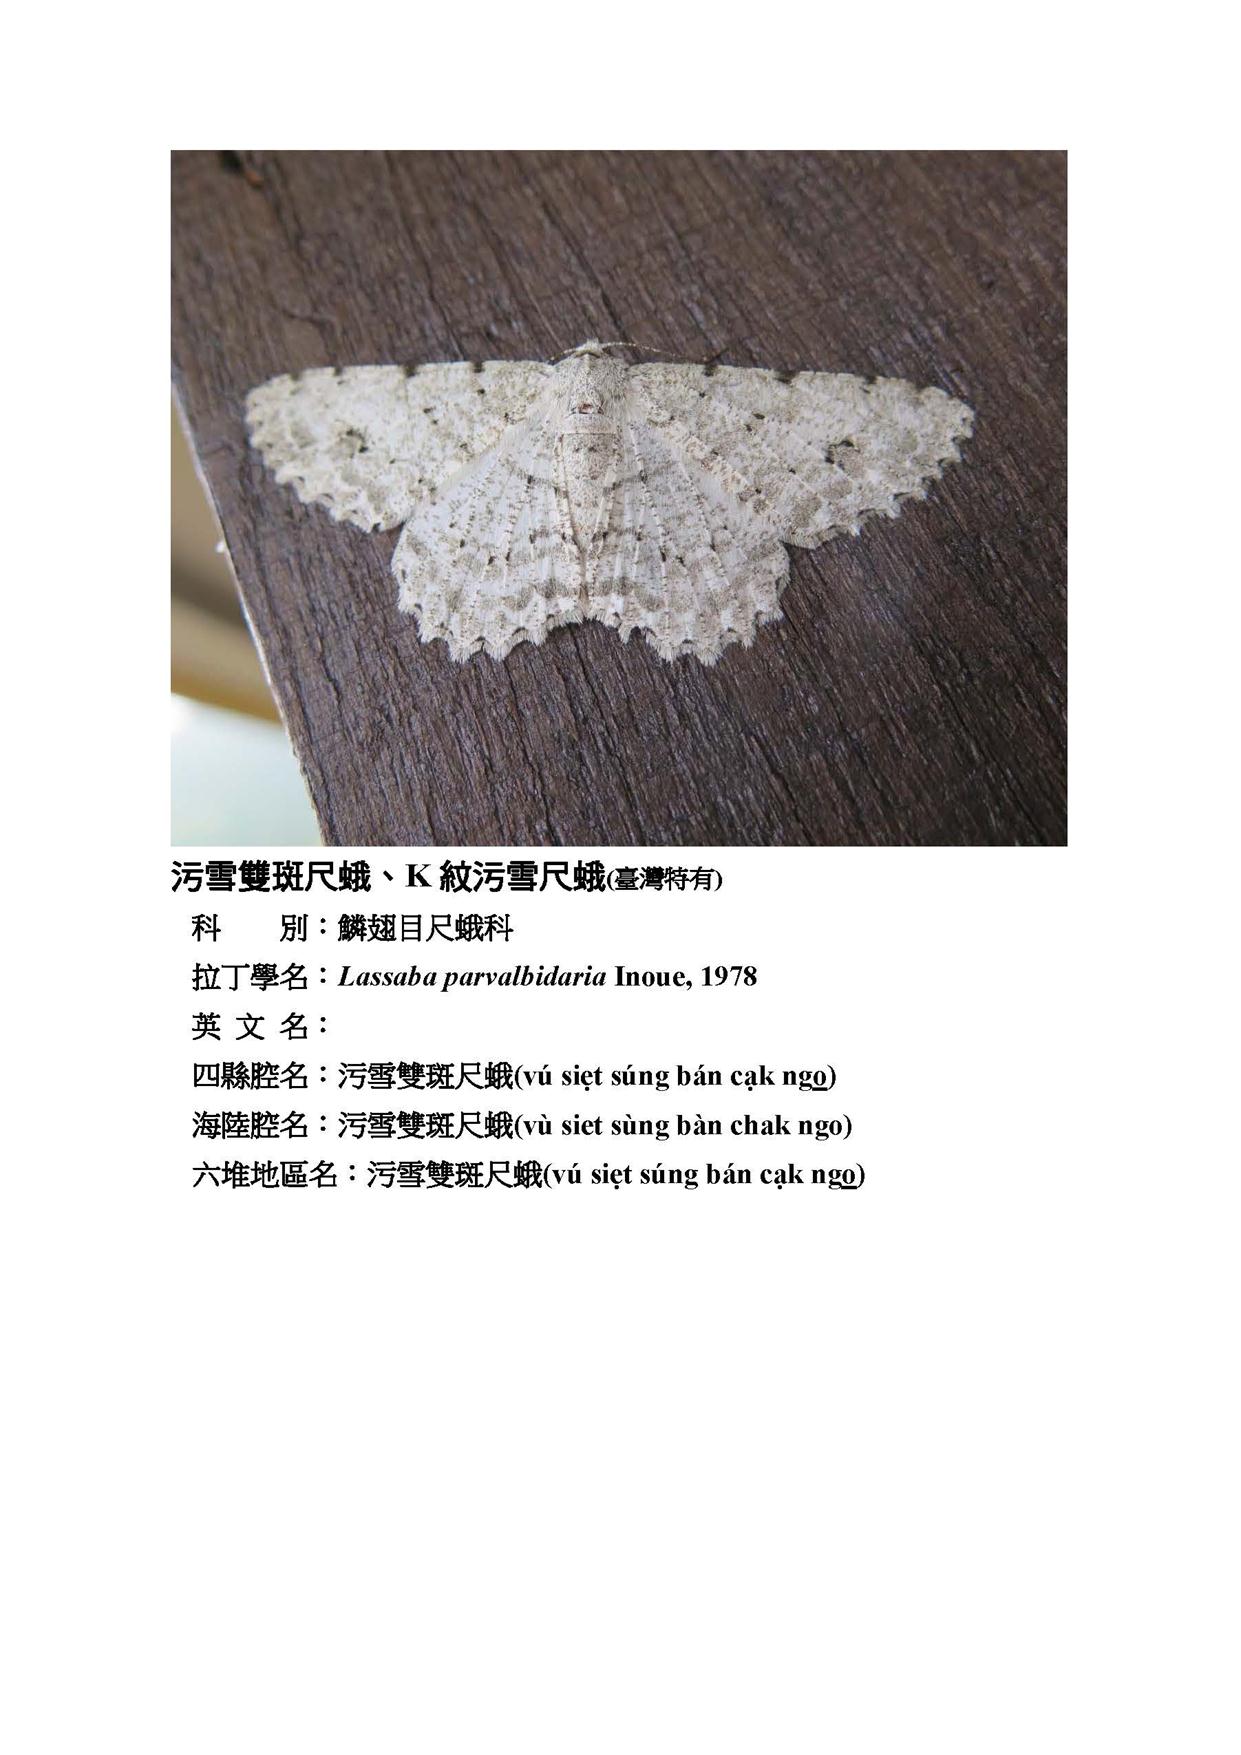 污雪雙斑尺蛾、K 紋污雪尺蛾(臺灣特有)
科　　別：鱗翅目尺蛾科
拉丁學名：Lassaba parvalbidaria Inoue, 1978
英 文 名：
四縣腔名：污雪雙斑尺蛾(vú sie̩t súng bán ca̩k ngo̲)
海陸腔名：污雪雙斑尺蛾(vù siet sùng bàn chak ngo)
六堆地區名：污雪雙斑尺蛾(vú sie̩t súng bán ca̩k ngo̲)